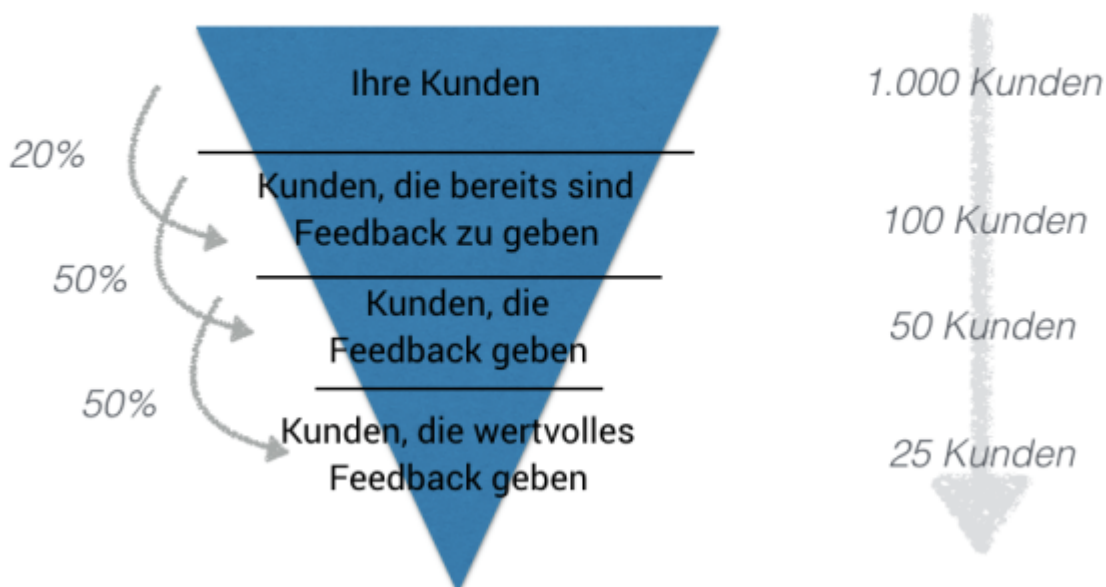 Ihre Kunden
1.000 Kunden
20%
Kunden, die bereits sind
Feedback zu geben
100 Kunden
50%
Kunden, die
Feedback geben
50 Kunden
50%
Kunden, die wertvolles
Feedback geben
25 Kunden